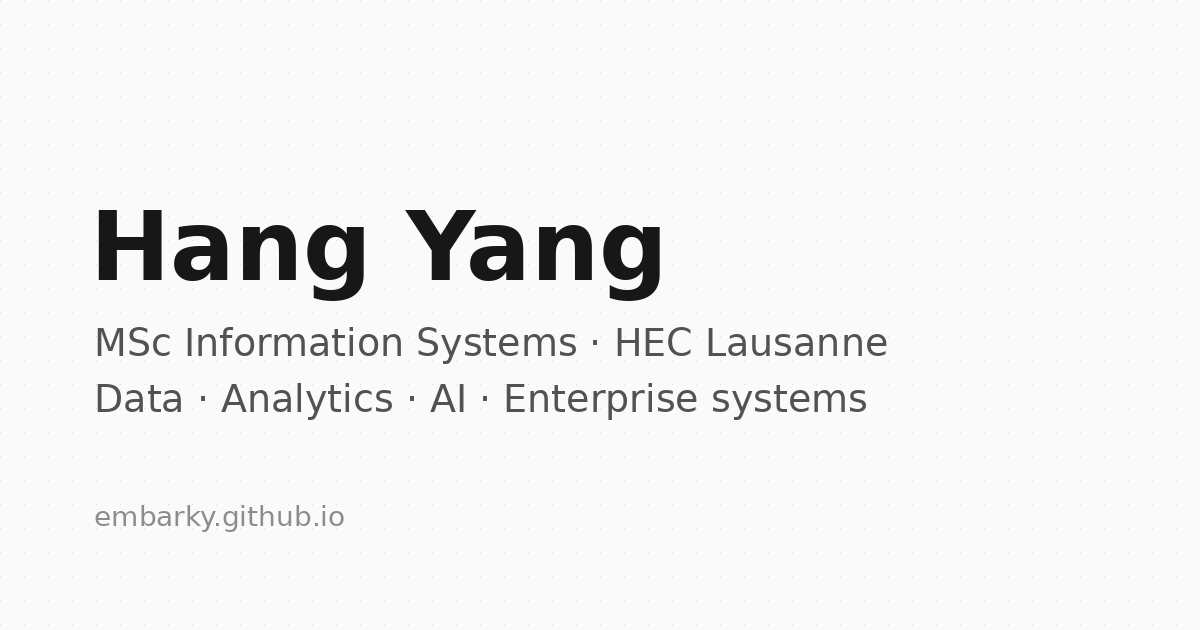 Hang Yang
MSc Information Systems · HEC Lausanne
Data · Analytics · AI · Enterprise systems
embarky.github.io